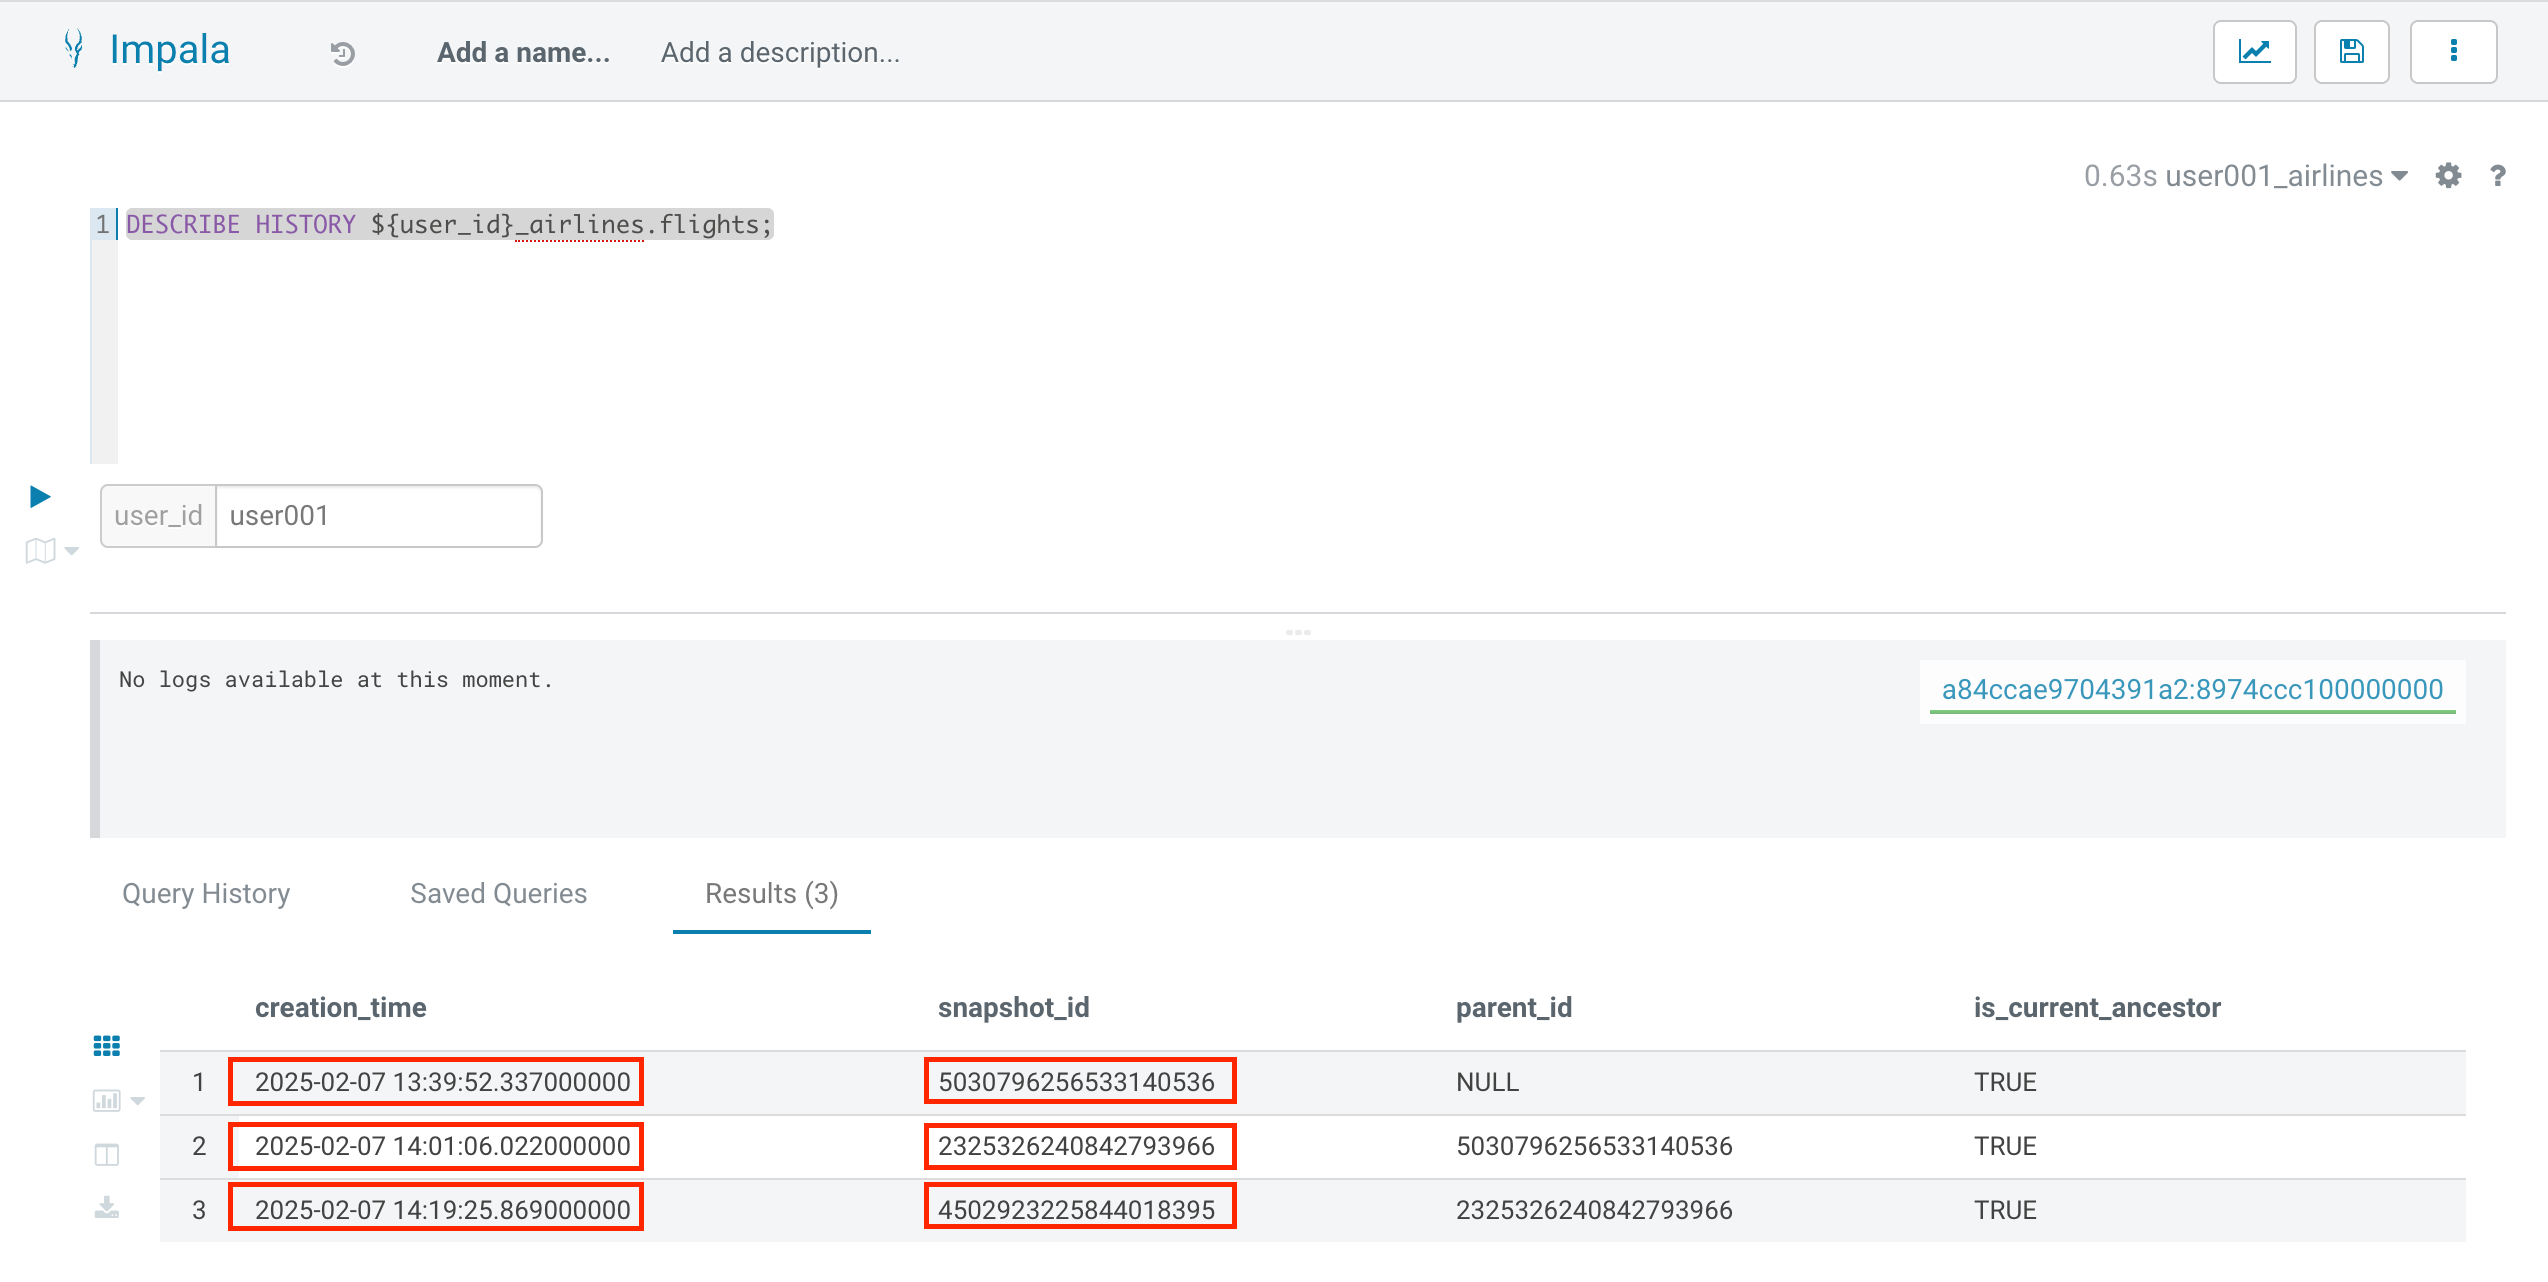 Impala Add a name... Add a description...
0.63s user001_airlines ?
1 DESCRIBE HISTORY ${user_id}_airlines.flights;
user_id user001
No logs available at this moment.
a84ccae9704391a2:8974ccc100000000
Query History Saved Queries Results (3)
creation_time snapshot_id parent_id is_current_ancestor
1 2025-02-07 13:39:52.337000000 5030796256533140536 NULL TRUE
2 2025-02-07 14:01:06.022000000 2325326240842793966 5030796256533140536 TRUE
3 2025-02-07 14:19:25.869000000 4502923225844018395 2325326240842793966 TRUE